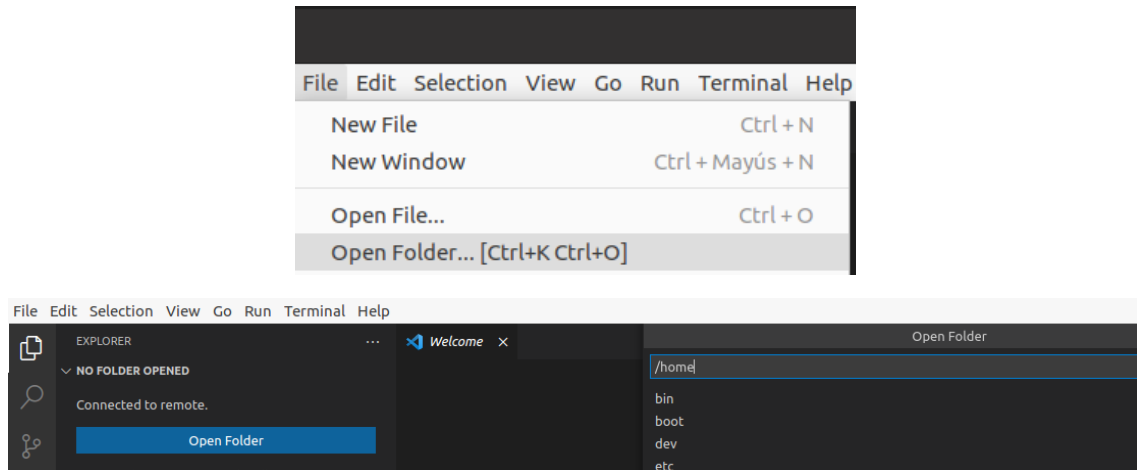 File Edit Selection View Go Run Terminal Help
New File Ctrl + N
New Window Ctrl + Mayús + N
Open File... Ctrl + O
Open Folder... [Ctrl+K Ctrl+O]
File Edit Selection View Go Run Terminal Help
EXPLORER ... Welcome × Open Folder
NO FOLDER OPENED /home
Connected to remote. bin
boot
Open Folder dev
etc